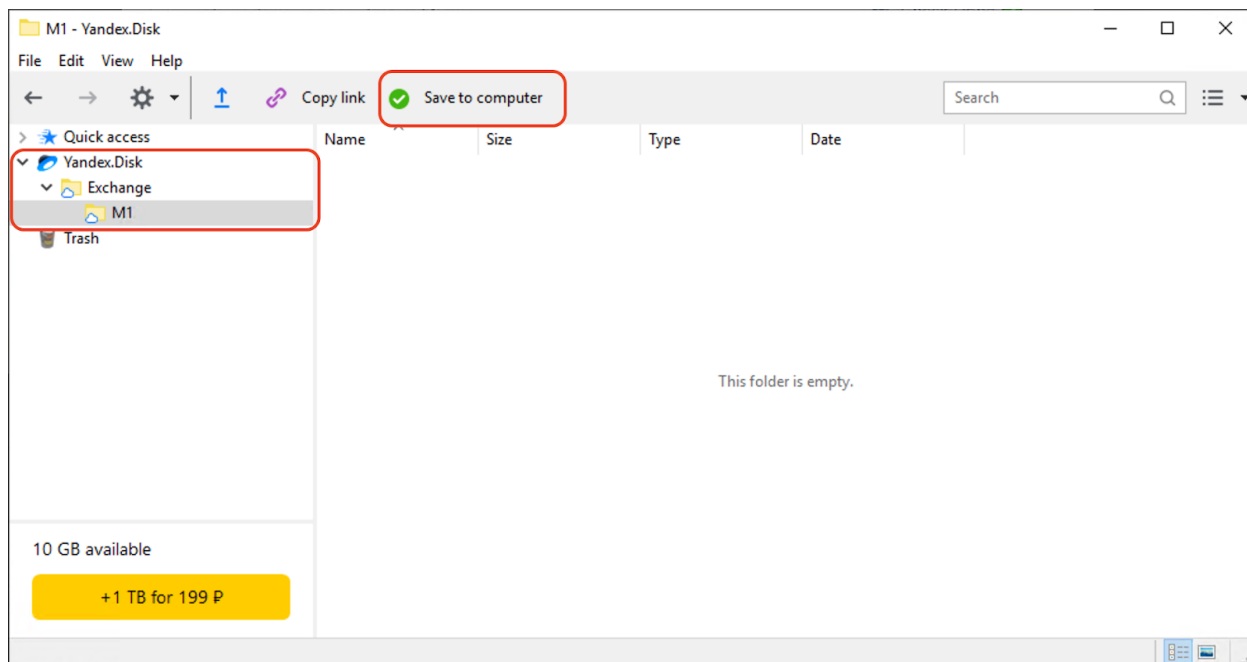 M1 - Yandex.Disk
File Edit View Help
Copy link Save to computer Search
Quick access
Name Size Type Date
Yandex.Disk
Exchange
M1
Trash
This folder is empty.
10 GB available
+1 TB for 199 ₽